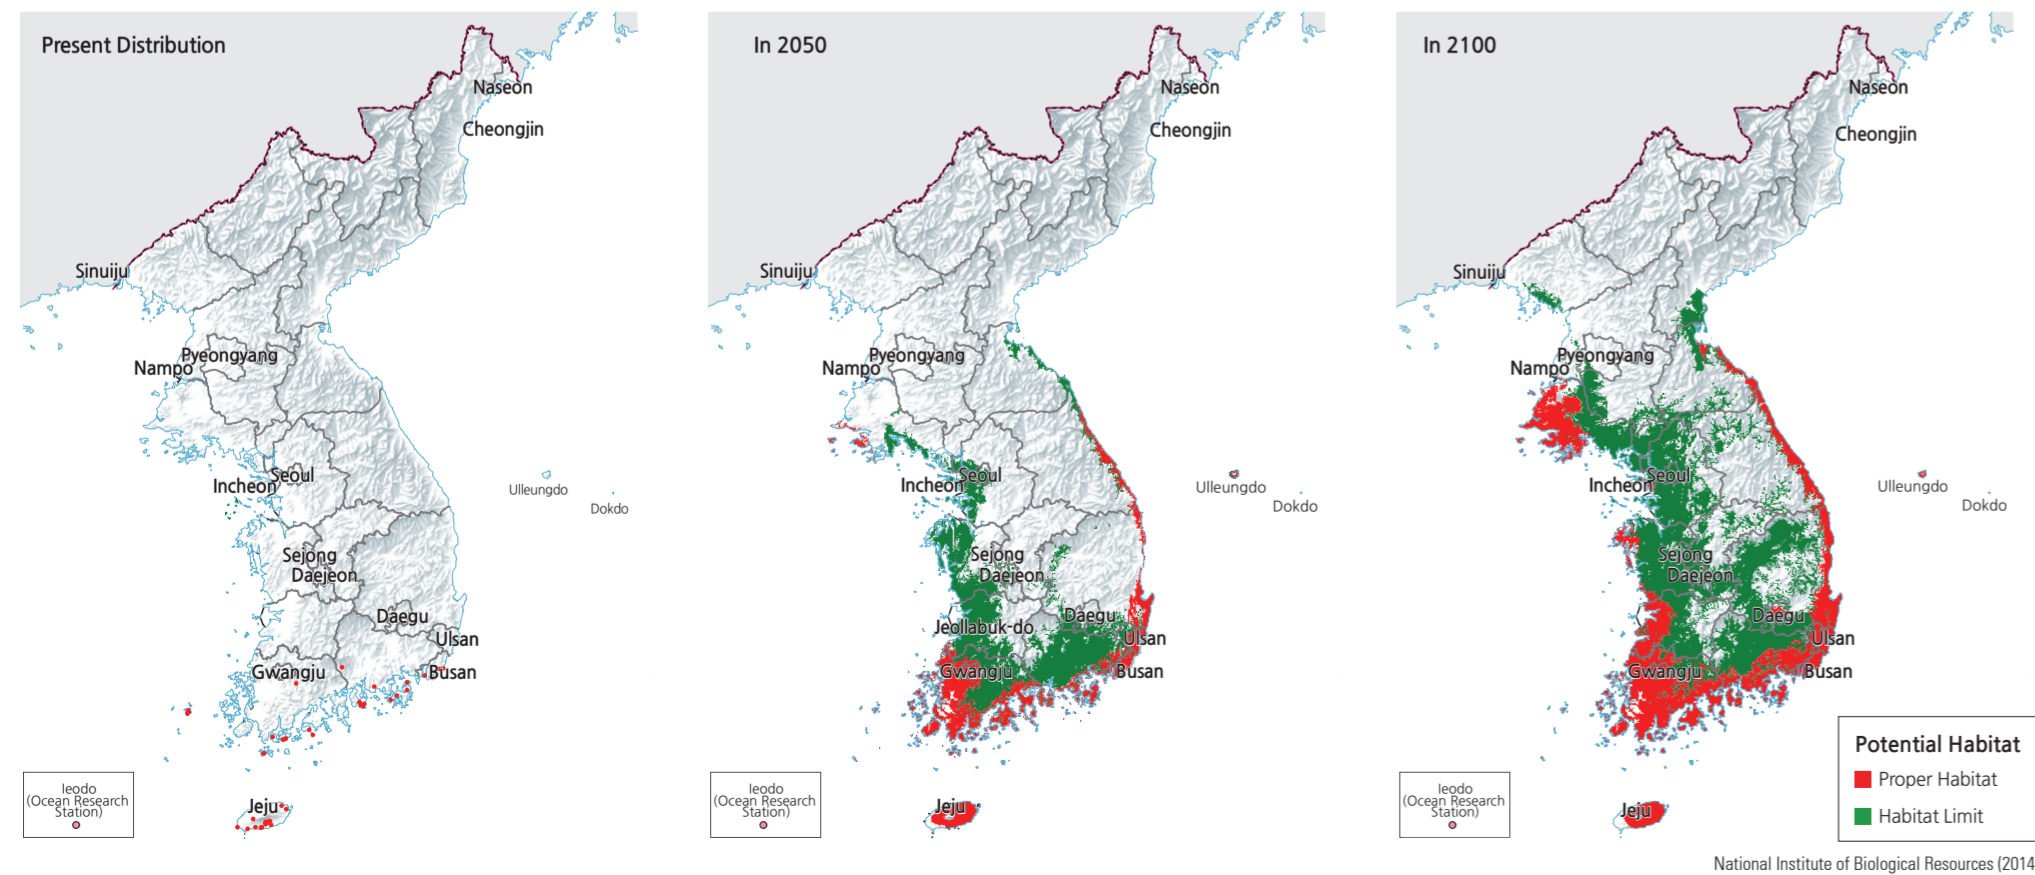 Present Distribution
Naseon
Cheongjin
Sinuiju
Pyeongyang
Nampo
Seoul
Incheon
Ulleungdo
Dokdo
Sejong
Daejeon
Daegu
Ulsan
Gwangju
Busan
Ieodo
(Ocean Research
Station)
Jeju
In 2050
Naseon
Cheongjin
Sinuiju
Pyeongyang
Nampo
Seoul
Incheon
Ulleungdo
Dokdo
Sejong
Daejeon
Daegu
Jeollabuk-do
Ulsan
Gwangju
Busan
Ieodo
(Ocean Research
Station)
Jeju
In 2100
Naseon
Cheongjin
Sinuiju
Pyeongyang
Nampo
Seoul
Incheon
Ulleungdo
Dokdo
Sejong
Daejeon
Daegu
Ulsan
Gwangju
Busan
Ieodo
(Ocean Research
Station)
Jeju
Potential Habitat
Proper Habitat
Habitat Limit
National Institute of Biological Resources (2014